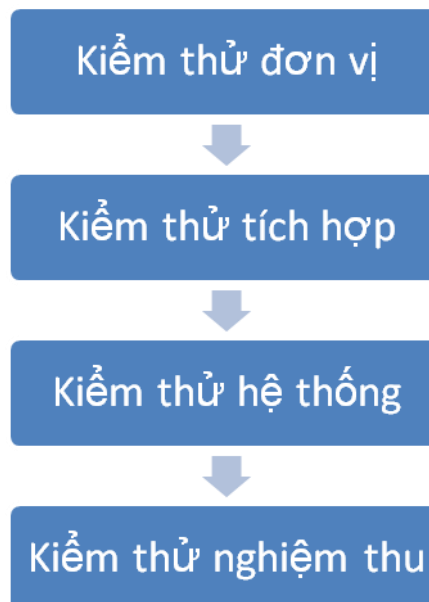 Kiểm thử đơn vị
Kiểm thử tích hợp
Kiểm thử hệ thống
Kiểm thử nghiệm thu